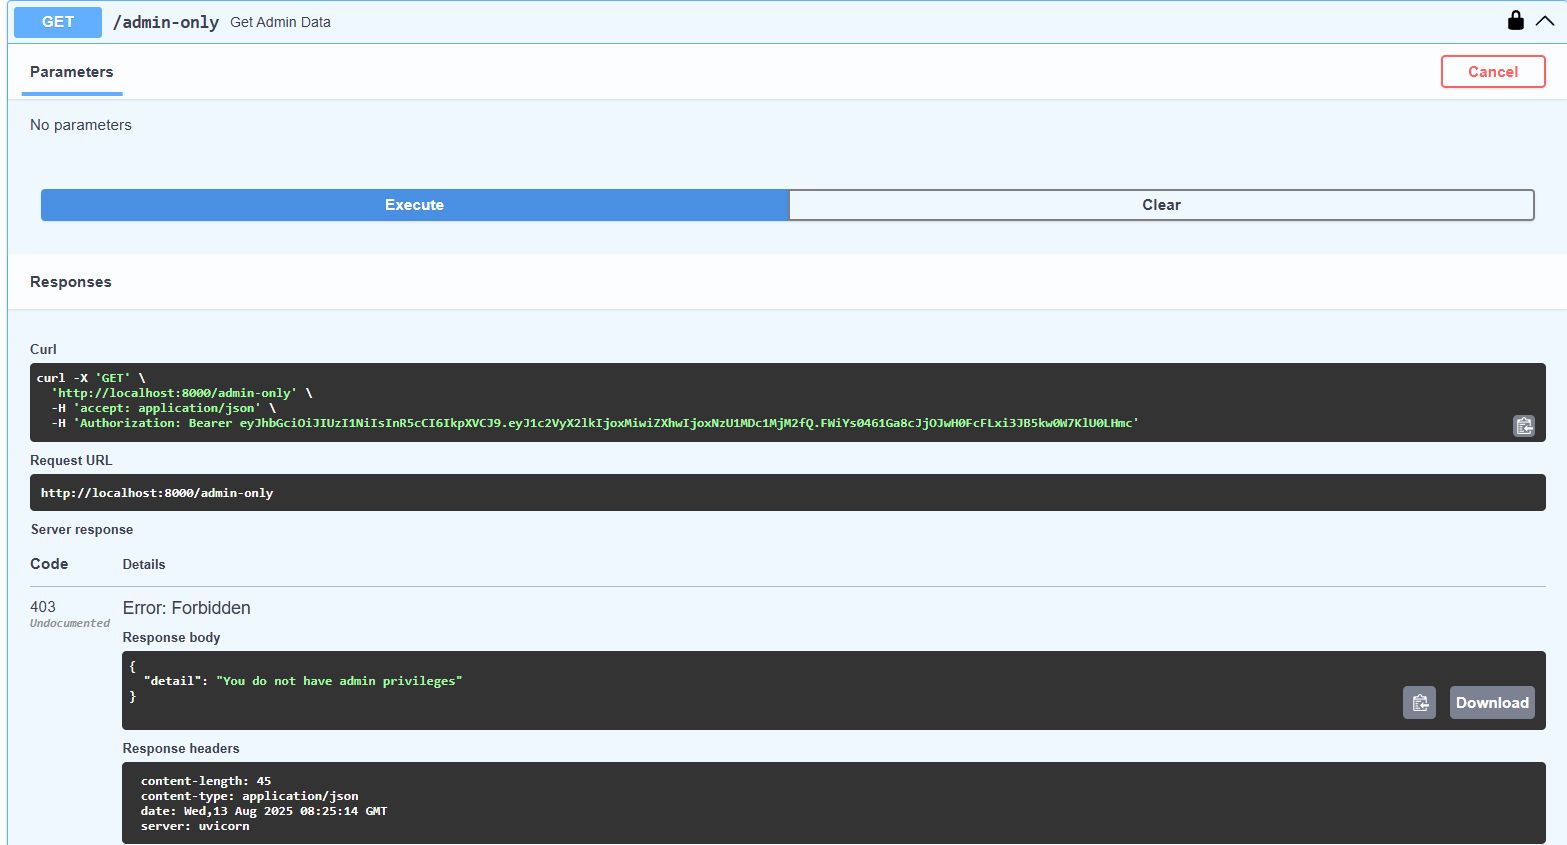 GET /admin-only Get Admin Data
Parameters
Cancel
No parameters
Execute
Clear
Responses
Curl
curl -X 'GET' \
'http://localhost:8000/admin-only' \
-H 'accept: application/json' \
-H 'Authorization: Bearer eyJhbGciOiJIUzI1NiIsInR5cCI6IkpXVCJ9.eyJ1c2VyX2lkIjoxMiwiZXhwIjoxNzU1MDc1MjM2fQ.FWiYs0461Ga8cJjOJwH0FcFLxi3JB5kw0W7KlU0LHmc'
Request URL
http://localhost:8000/admin-only
Server response
Code Details
403 Error: Forbidden
Undocumented
Response body
{
"detail": "You do not have admin privileges"
}
Download
Response headers
content-length: 45
content-type: application/json
date: Wed,13 Aug 2025 08:25:14 GMT
server: uvicorn